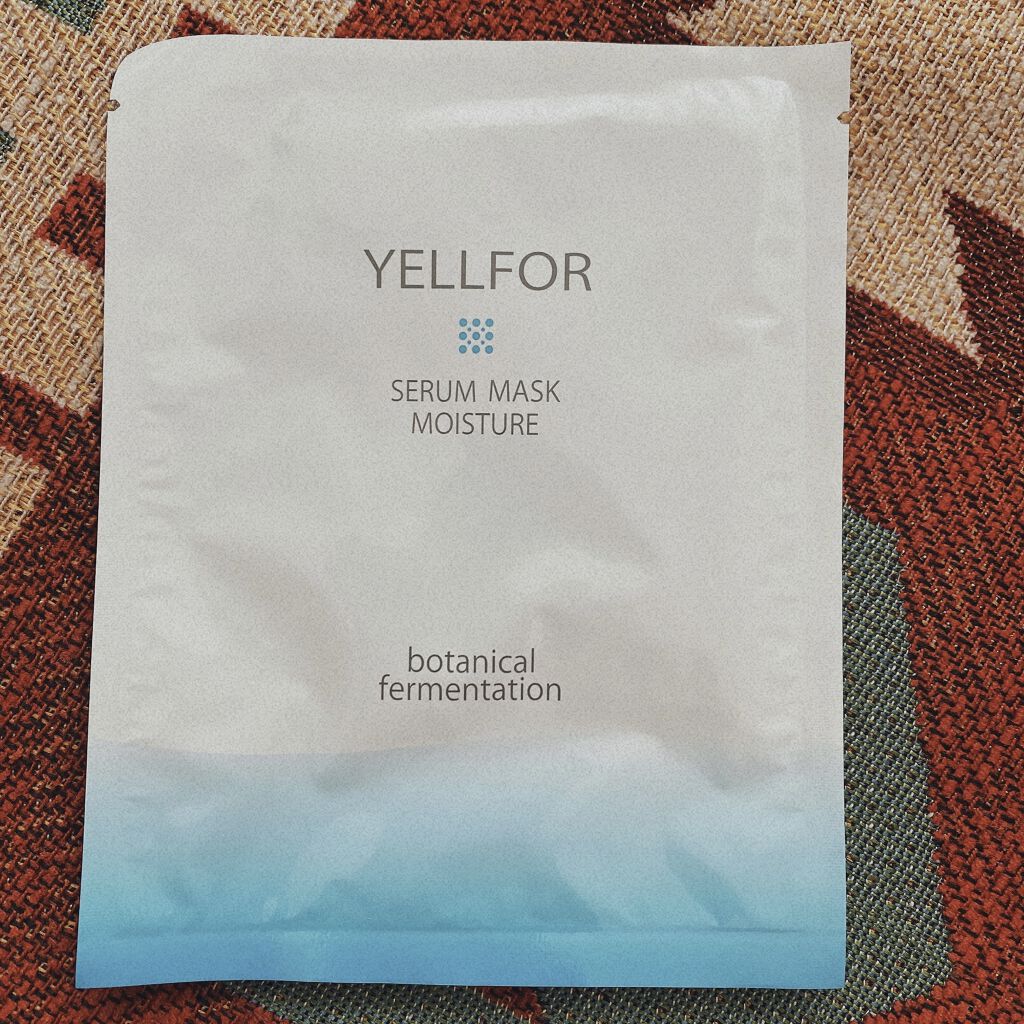 YELLFOR
SERUM MASK
MOISTURE
botanical
fermentation